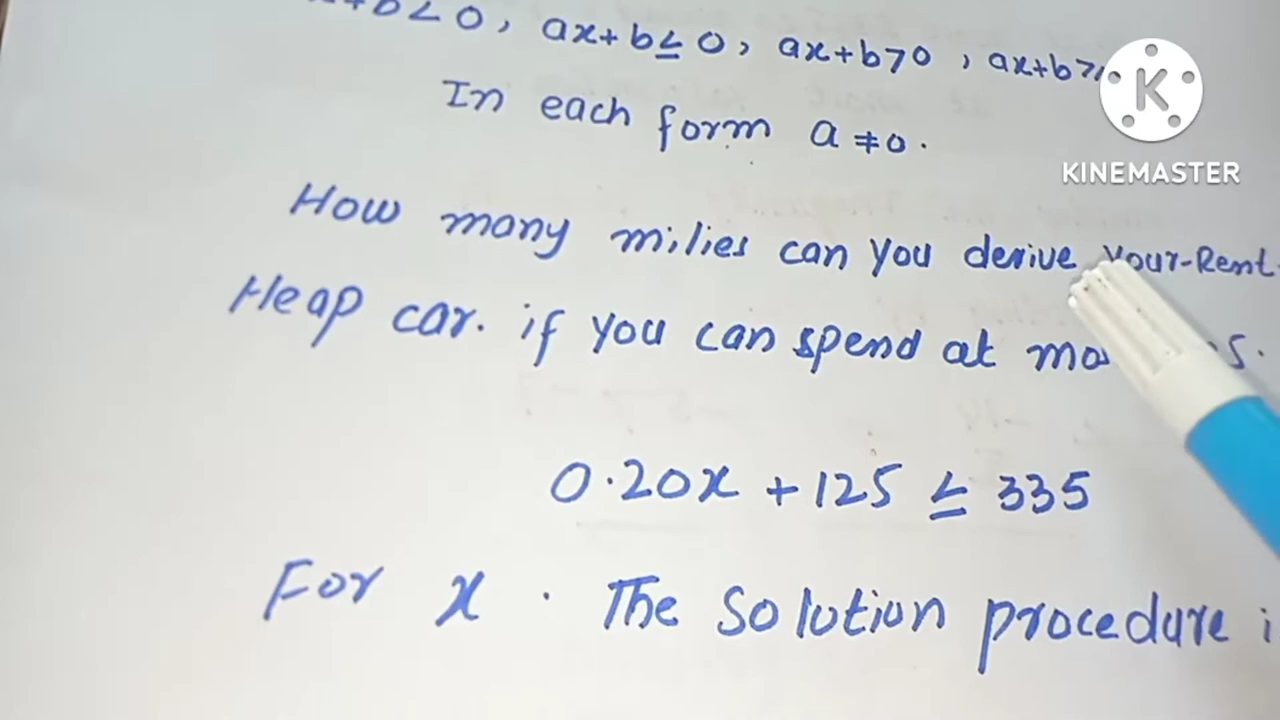 b<0, ax+b≤0, ax+b>0, ax+b>
In each form a≠0.
How many milies can you derive your-Rent-
Heap car. if you can spend at
0.20x + 125 ≤ 335
For x . The solution procedure
K
KINEMASTER